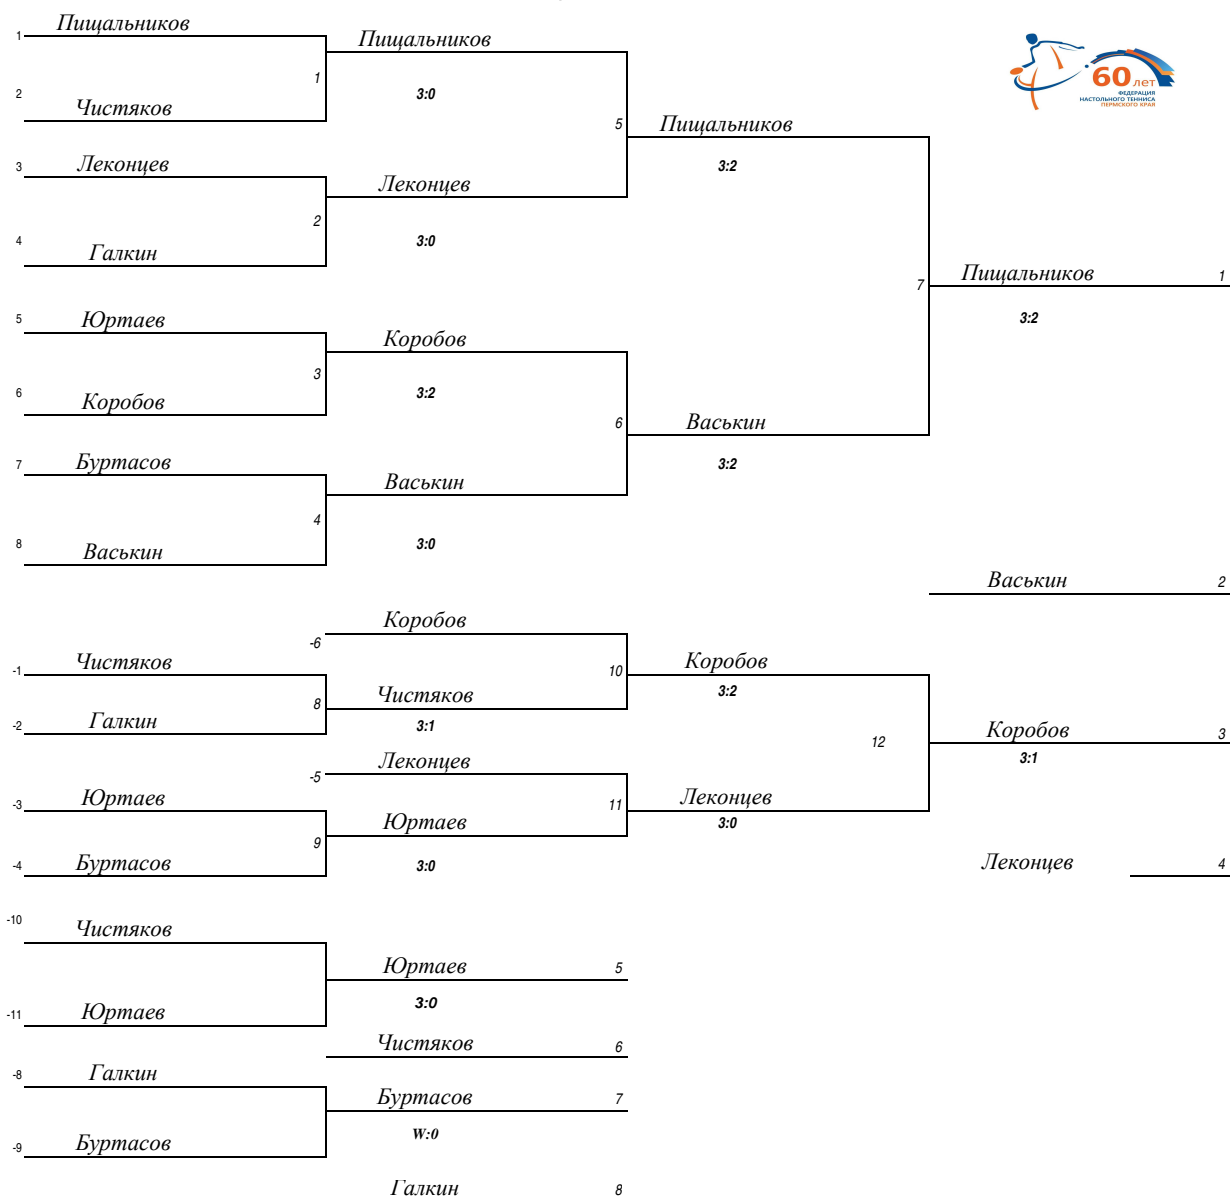 1 Пищальников
Пищальников
1
2
3:0
Чистяков
5
Пищальников
3:2
3 Леконцев
Леконцев
2
4
3:0
Галкин
Пищальников 1
7
3:2
5 Юртаев
Коробов
3
6
3:2
Коробов
6
Васькин
3:2
7 Буртасов
Васькин
4
8
3:0
Васькин
Васькин 2
-6 Коробов
-1 Чистяков
10
Коробов
3:2
8
Чистяков
-2 Галкин
3:1
12
Коробов 3
3:1
-5 Леконцев
-3 Юртаев
11
Леконцев
3:0
9
Юртаев
-4 Буртасов
3:0
Леконцев 4
-10 Чистяков
Юртаев 5
3:0
-11 Юртаев
Чистяков 6
-8 Галкин
Буртасов 7
W:0
-9 Буртасов
Галкин 8
60 лет
ФЕДЕРАЦИЯ
НАСТОЛЬНОГО ТЕННИСА
ПЕРМСКОГО КРАЯ